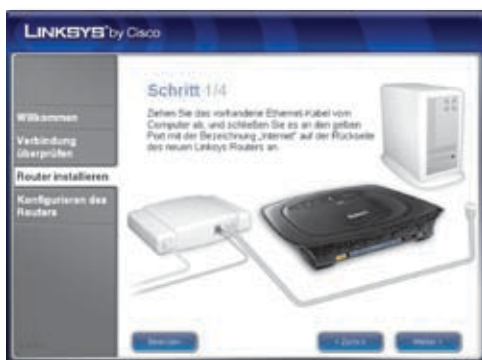 LINKSYS by Cisco
Schritt 1/4
Ziehen Sie das vorhandene Ethernet-Kabel vom
Computer ab, und schließen Sie es an den gelben
Port mit der Bezeichnung „Internet" auf der Rückseite
des neuen Linksys Routers an.
Willkommen
Verbindung
überprüfen
Router installieren
Konfigurieren des
Routers
Beenden
< Zurück
Weiter >